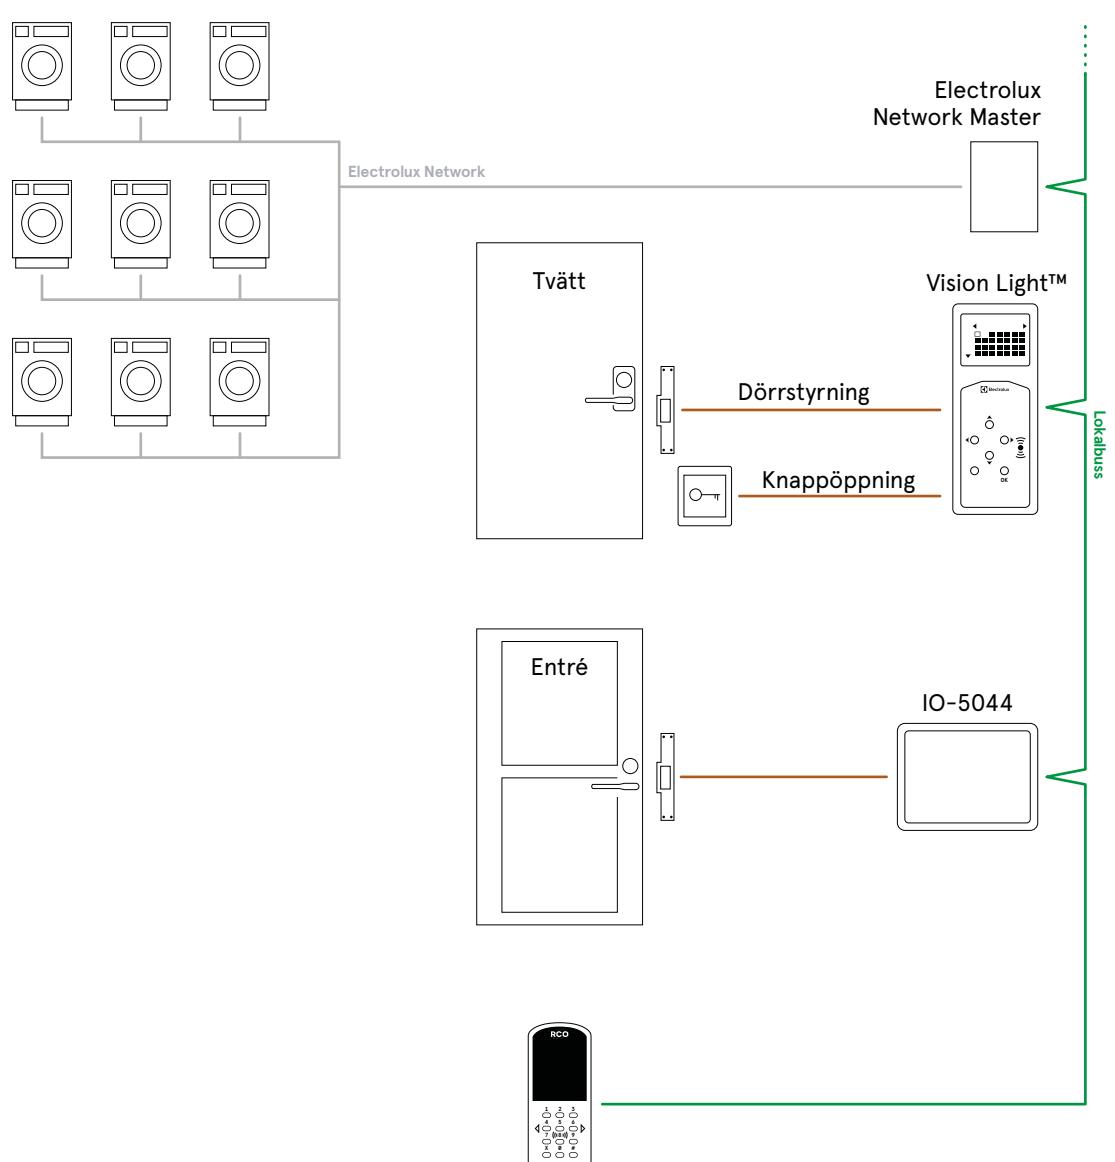 Electrolux
Network Master
Electrolux Network
Tvätt
Vision Light™
Dörrstyrning
Electrolux
Lokalbuss
Knappöppning
OK
Entré
IO-5044
RCO
1 2 3
4 5 6
7 8 9
X 0 #